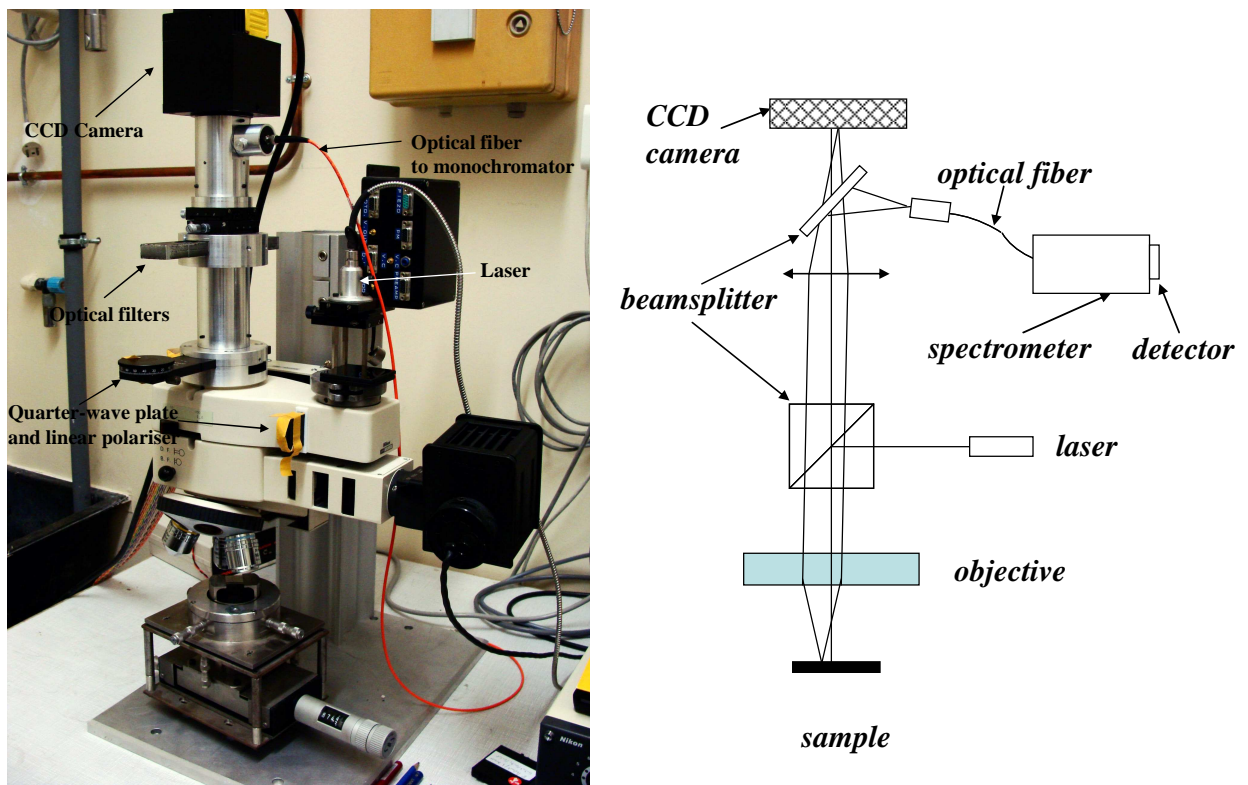 CCD Camera
Optical fiber
to monochromator
Laser
Optical filters
Quarter-wave plate
and linear polariser
D.F.
B.F.
Nikon
CCD
camera
optical fiber
beamsplitter
spectrometer
detector
laser
objective
sample